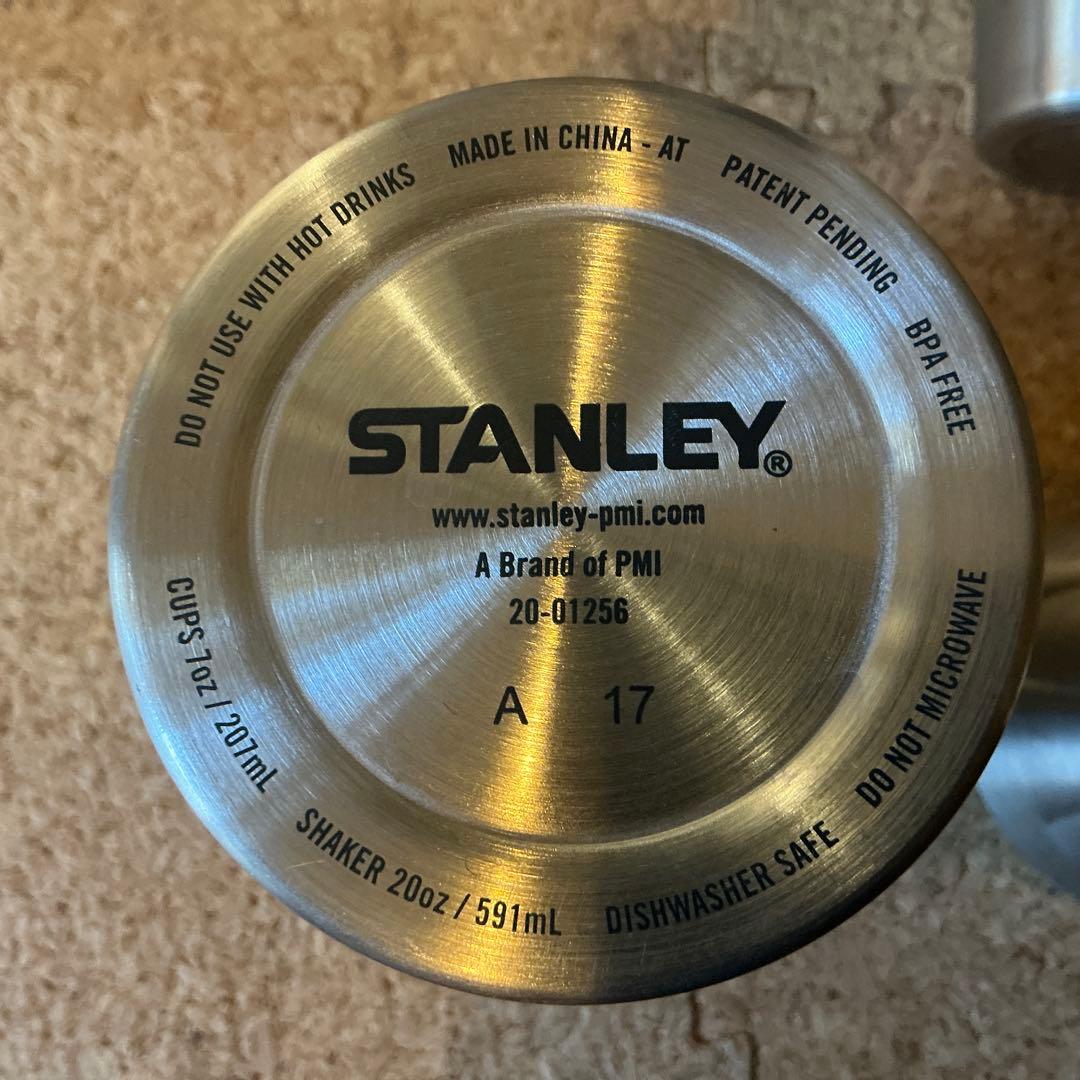 STANLEY®
www.stanley-pmi.com
A Brand of PMI
20-01256
A 17
DO NOT USE WITH HOT DRINKS
MADE IN CHINA - AT
PATENT PENDING
BPA FREE
DO NOT MICROWAVE
DISHWASHER SAFE
SHAKER 20oz / 591mL
CUPS 7oz / 207mL